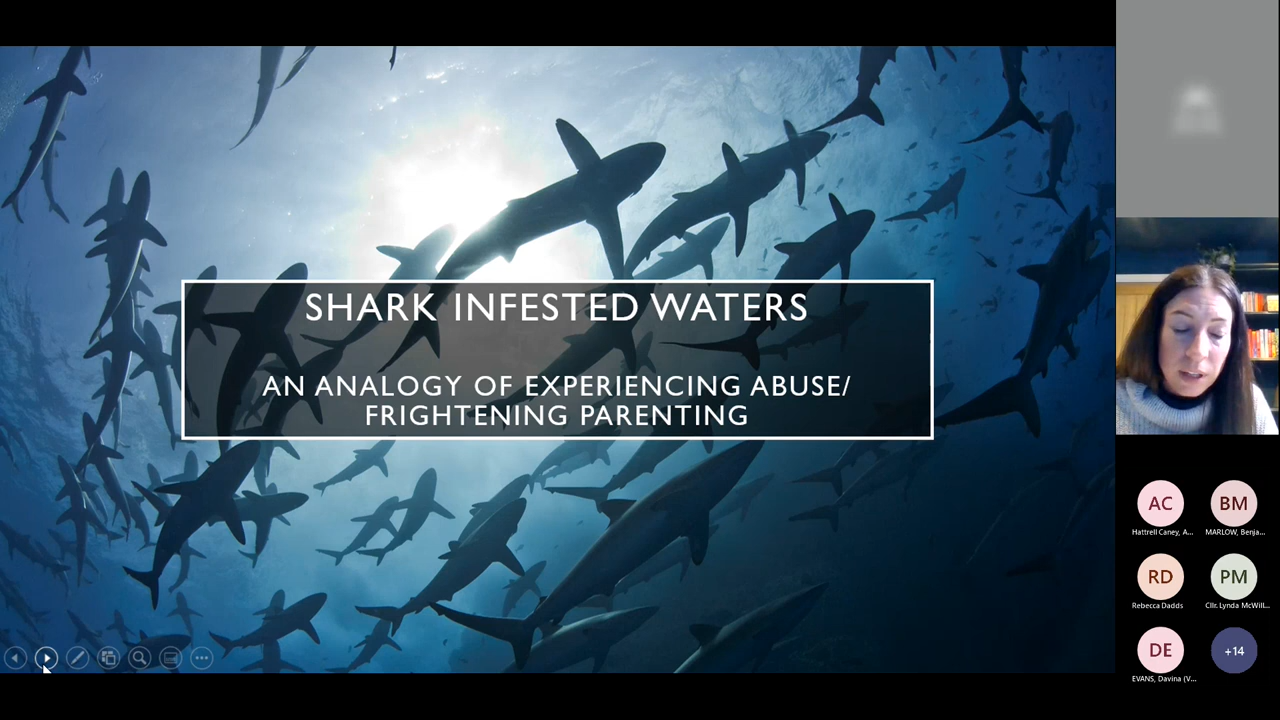 SHARK INFESTED WATERS
AN ANALOGY OF EXPERIENCING ABUSE/
FRIGHTENING PARENTING
AC
BM
Hattrell Caney, A...
MARLOW, Benja...
RD
PM
Rebecca Dadds
Cllr. Lynda McWill...
DE
+14
EVANS, Davina (V...